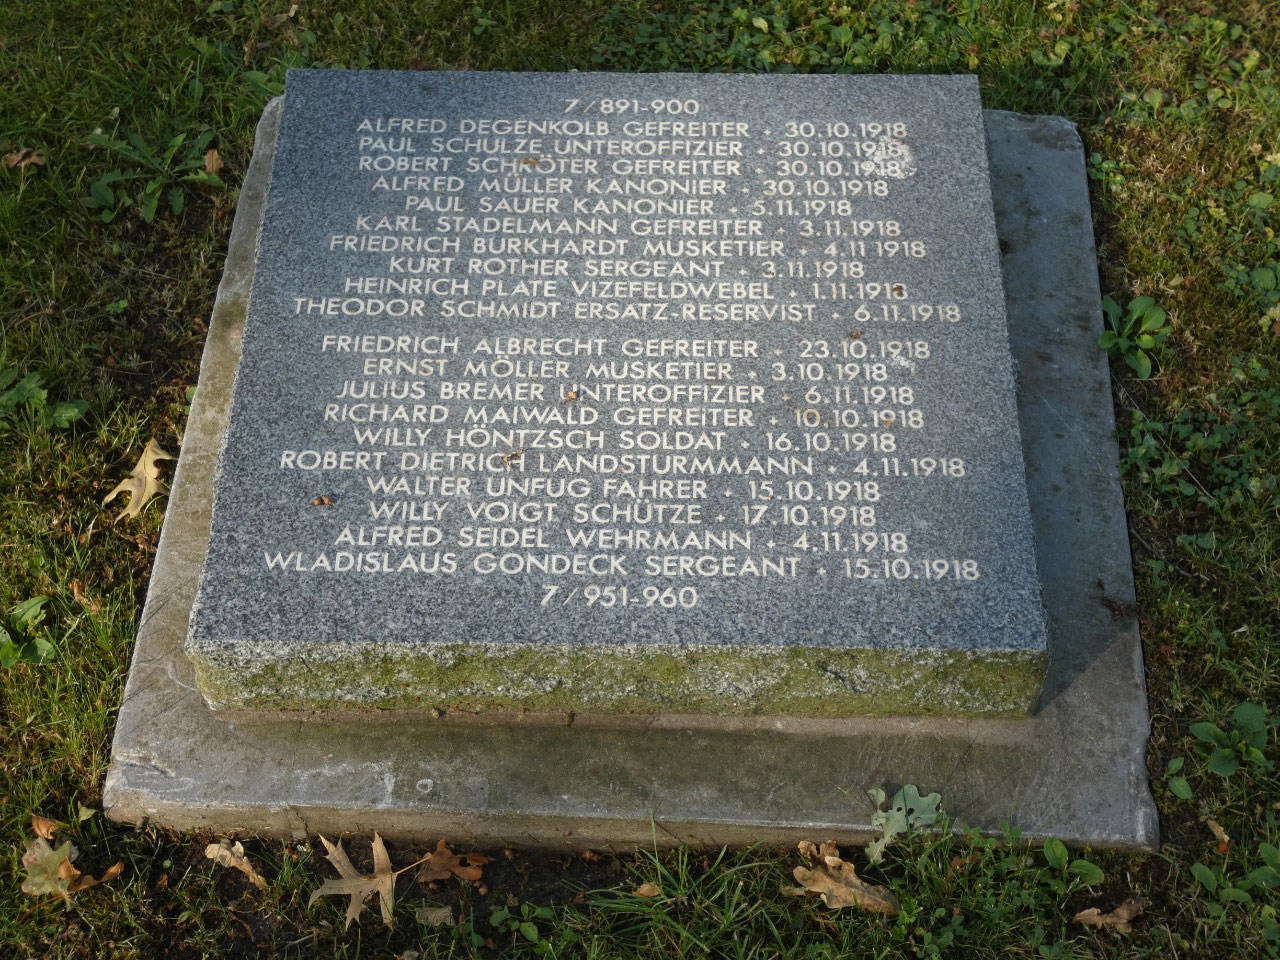 7/891-900
ALFRED DEGENKOLB GEFREITER + 30.10.1918
PAUL SCHULZE UNTEROFFIZIER + 30.10.1918
ROBERT SCHRÖTER GEFREITER + 30.10.1918
ALFRED MÜLLER KANONIER + 30.10.1918
PAUL SAUER KANONIER + 5.11.1918
KARL STADELMANN GEFREITER + 3.11.1918
FRIEDRICH BURKHARDT MUSKETIER + 4.11.1918
KURT ROTHER SERGEANT + 3.11.1918
HEINRICH PLATE VIZEFELDWEBEL + 1.11.1918
THEODOR SCHMIDT ERSATZ-RESERVIST + 6.11.1918
FRIEDRICH ALBRECHT GEFREITER + 23.10.1918
ERNST MÖLLER MUSKETIER + 3.10.1918
JULIUS BREMER UNTEROFFIZIER + 6.11.1918
RICHARD MAIWALD GEFREITER + 10.10.1918
WILLY HÖNTZSCH SOLDAT + 16.10.1918
ROBERT DIETRICH LANDSTURMMANN + 4.11.1918
WALTER UNFUG FAHRER + 15.10.1918
WILLY VOIGT SCHÜTZE + 17.10.1918
ALFRED SEIDEL WEHRMANN + 4.11.1918
WLADISLAUS GONDECK SERGEANT + 15.10.1918
7/951-960